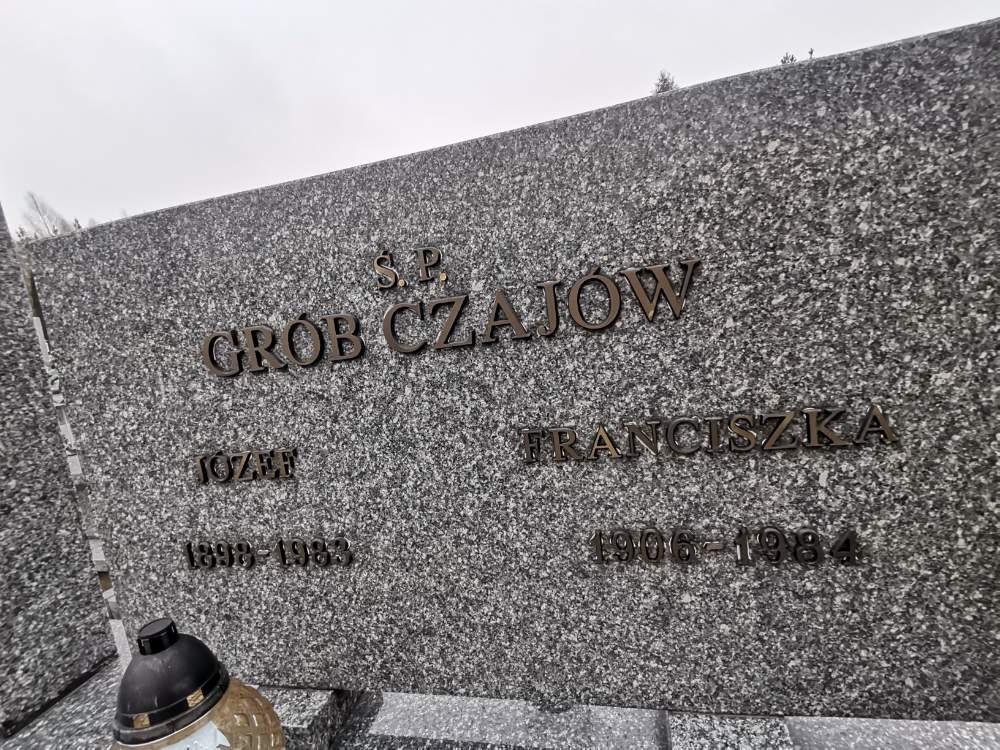 Ś. P.
GRÓB CZAJÓW
JÓZEF FRANCISZKA
1898-1983 1906-1984